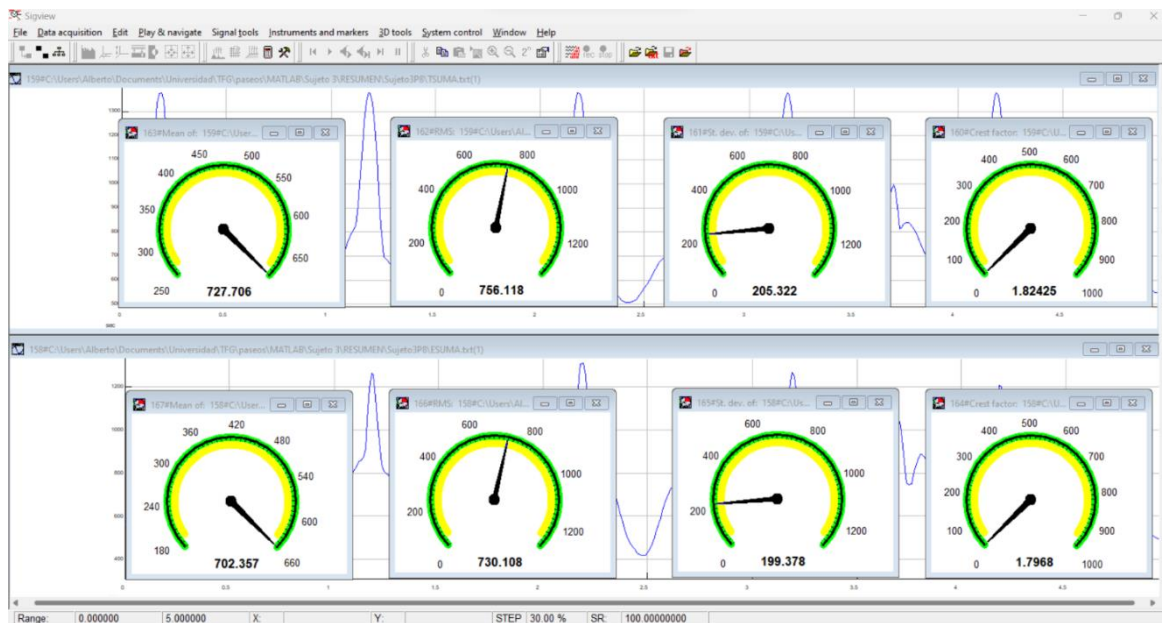 Sigview
File Data acquisition Edit Play & navigate Signal tools Instruments and markers 3D tools System control Window Help
159#C:\Users\Alberto\Documents\Universidad\TFG\paseos\MATLAB\Sujeto 3\RESUMEN\Sujeto3P8\TSUMA.txt(1)
163#Mean of: 159#C:\User...
250 300 350 400 450 500 550 600 650
727.706
162#RMS: 159#C:\Users\Al...
0 200 400 600 800 1000 1200
756.118
161#St. dev. of: 159#C:\Us...
0 200 400 600 800 1000 1200
205.322
160#Crest factor: 159#C:\U...
0 100 200 300 400 500 600 700 800 900 1000
1.82425
0 0.5 1 1.5 2 2.5 3 3.5 4 4.5
158#C:\Users\Alberto\Documents\Universidad\TFG\paseos\MATLAB\Sujeto 3\RESUMEN\Sujeto3P8\ESUMA.txt(1)
1200
167#Mean of: 158#C:\User...
180 240 300 360 420 480 540 600 660
702.357
166#RMS: 158#C:\Users\Al...
0 200 400 600 800 1000 1200
730.108
165#St. dev. of: 158#C:\Us...
0 200 400 600 800 1000 1200
199.378
164#Crest factor: 158#C:\U...
0 100 200 300 400 500 600 700 800 900 1000
1.7968
0 0.5 1 1.5 2 2.5 3 3.5 4 4.5
Range: 0.000000 5.000000 X: Y: STEP 30.00 % SR: 100.00000000